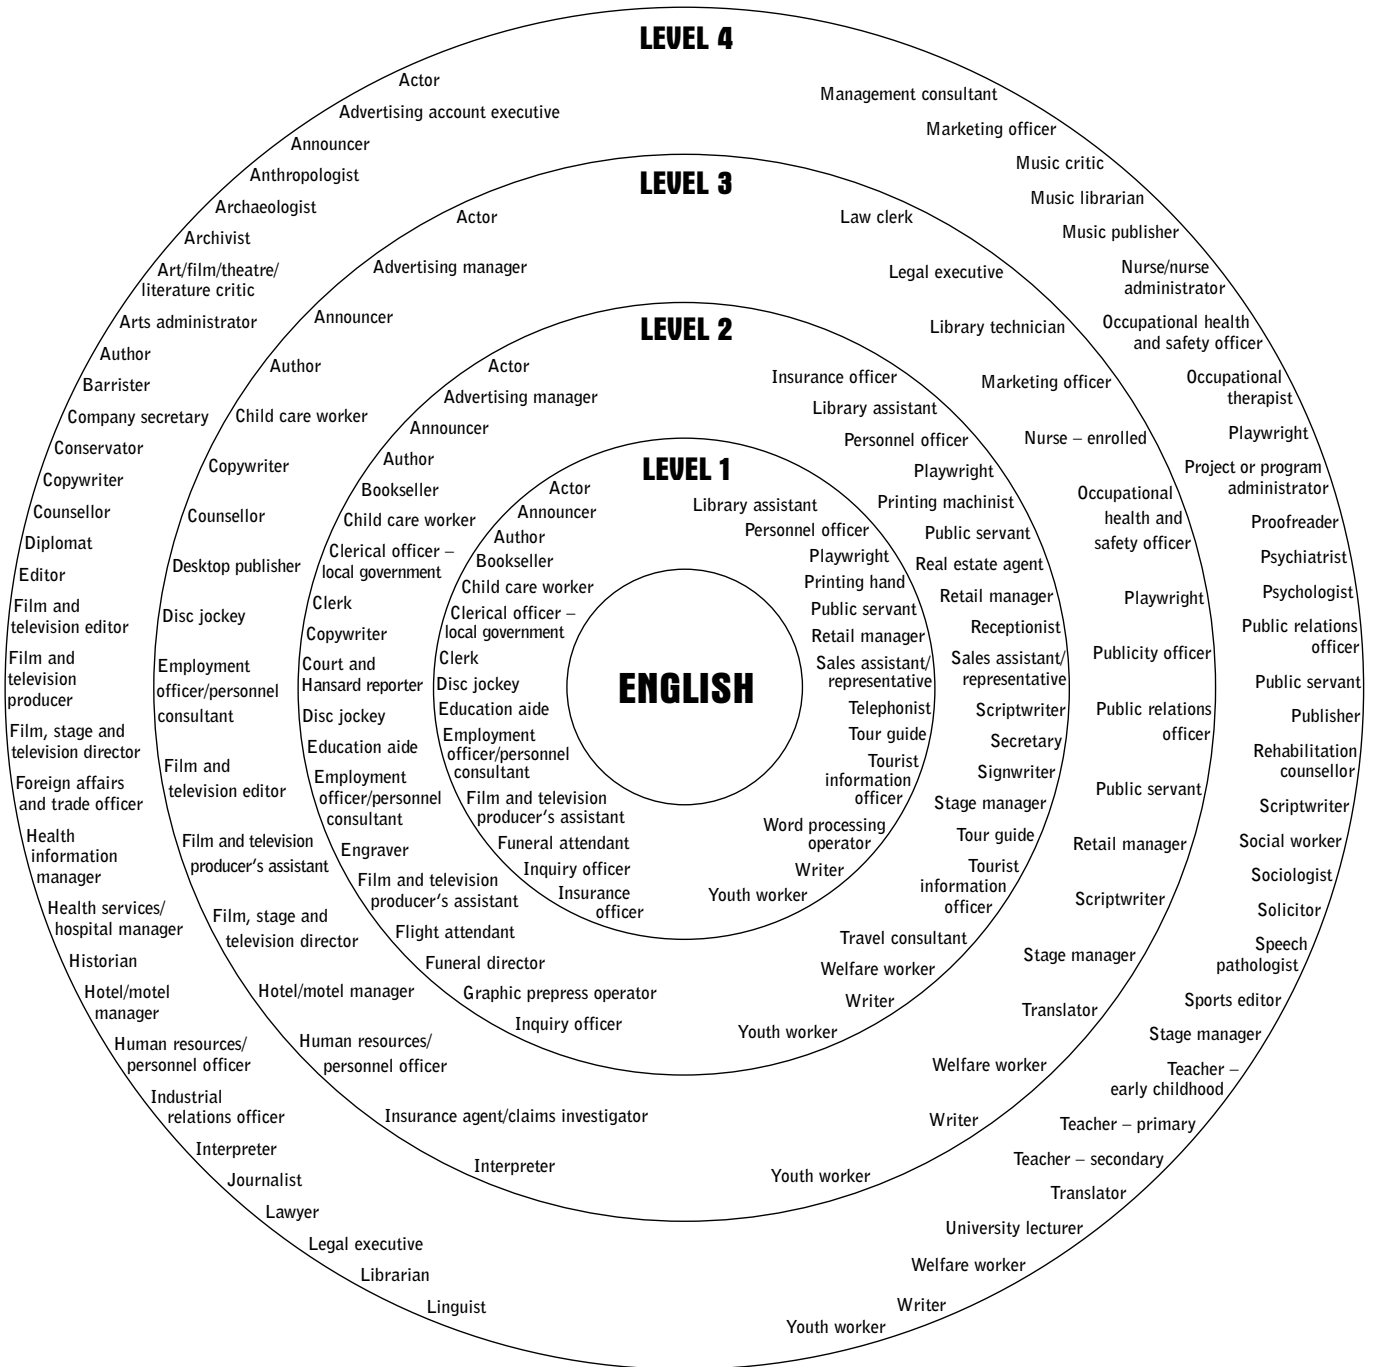 LEVEL 4
Actor
Advertising account executive
Announcer
Anthropologist
Archaeologist
Archivist
Art/film/theatre/
literature critic
Arts administrator
Author
Barrister
Company secretary
Conservator
Copywriter
Counsellor
Diplomat
Editor
Film and
television editor
Film and
television
producer
Film, stage and
television director
Foreign affairs
and trade officer
Health
information
manager
Health services/
hospital manager
Historian
Hotel/motel
manager
Human resources/
personnel officer
Industrial
relations officer
Interpreter
Journalist
Lawyer
Legal executive
Librarian
Linguist
Management consultant
Marketing officer
Music critic
Music librarian
Music publisher
Nurse/nurse
administrator
Occupational health
and safety officer
Occupational
therapist
Playwright
Project or program
administrator
Proofreader
Psychiatrist
Psychologist
Public relations
officer
Public servant
Publisher
Rehabilitation
counsellor
Scriptwriter
Social worker
Sociologist
Solicitor
Speech
pathologist
Sports editor
Stage manager
Teacher –
early childhood
Teacher – primary
Teacher – secondary
Translator
University lecturer
Welfare worker
Writer
Youth worker
LEVEL 3
Actor
Advertising manager
Announcer
Author
Child care worker
Copywriter
Counsellor
Desktop publisher
Disc jockey
Employment
officer/personnel
consultant
Film and
television editor
Film and television
producer's assistant
Film, stage and
television director
Hotel/motel manager
Human resources/
personnel officer
Insurance agent/claims investigator
Interpreter
Law clerk
Legal executive
Library technician
Marketing officer
Nurse – enrolled
Occupational
health and
safety officer
Playwright
Publicity officer
Public relations
officer
Public servant
Retail manager
Scriptwriter
Stage manager
Translator
Welfare worker
Writer
Youth worker
LEVEL 2
Actor
Advertising manager
Announcer
Author
Bookseller
Child care worker
Clerical officer –
local government
Clerk
Copywriter
Court and
Hansard reporter
Disc jockey
Education aide
Employment
officer/personnel
consultant
Engraver
Film and television
producer's assistant
Flight attendant
Funeral director
Graphic prepress operator
Inquiry officer
Insurance officer
Library assistant
Personnel officer
Playwright
Printing machinist
Public servant
Real estate agent
Retail manager
Receptionist
Sales assistant/
representative
Scriptwriter
Secretary
Signwriter
Stage manager
Tour guide
Tourist
information
officer
Travel consultant
Welfare worker
Writer
Youth worker
LEVEL 1
Actor
Announcer
Author
Bookseller
Child care worker
Clerical officer –
local government
Clerk
Disc jockey
Education aide
Employment
officer/personnel
consultant
Film and television
producer's assistant
Funeral attendant
Inquiry officer
Insurance
officer
Library assistant
Personnel officer
Playwright
Printing hand
Public servant
Retail manager
Sales assistant/
representative
Telephonist
Tour guide
Tourist
information
officer
Word processing
operator
Writer
Youth worker
ENGLISH